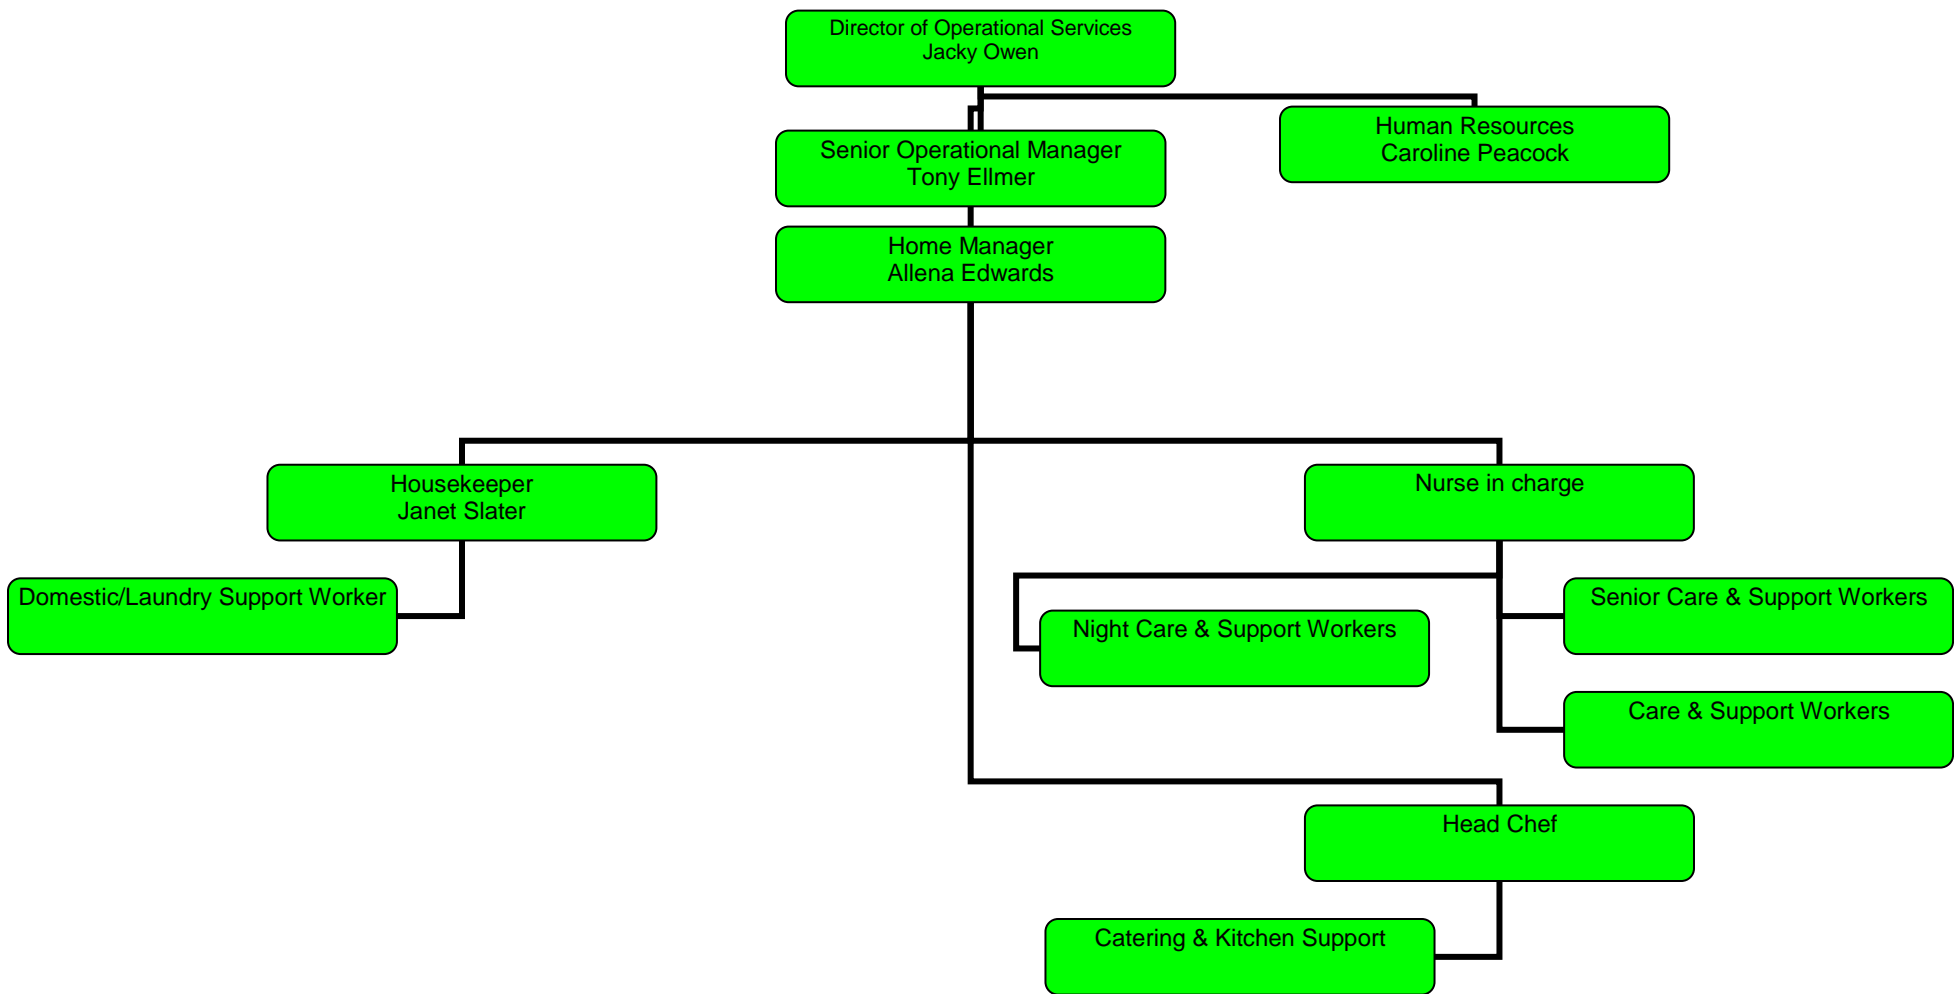 Director of Operational Services
Jacky Owen
Human Resources
Caroline Peacock
Senior Operational Manager
Tony Ellmer
Home Manager
Allena Edwards
Housekeeper
Janet Slater
Nurse in charge
Domestic/Laundry Support Worker
Senior Care & Support Workers
Night Care & Support Workers
Care & Support Workers
Head Chef
Catering & Kitchen Support